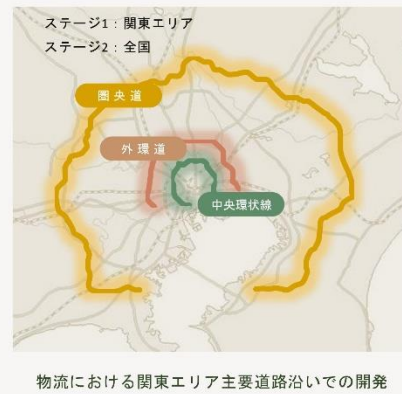 ステージ1：関東エリア
ステージ2：全国
圏央道
外環道
中央環状線
物流における関東エリア主要道路沿いでの開発